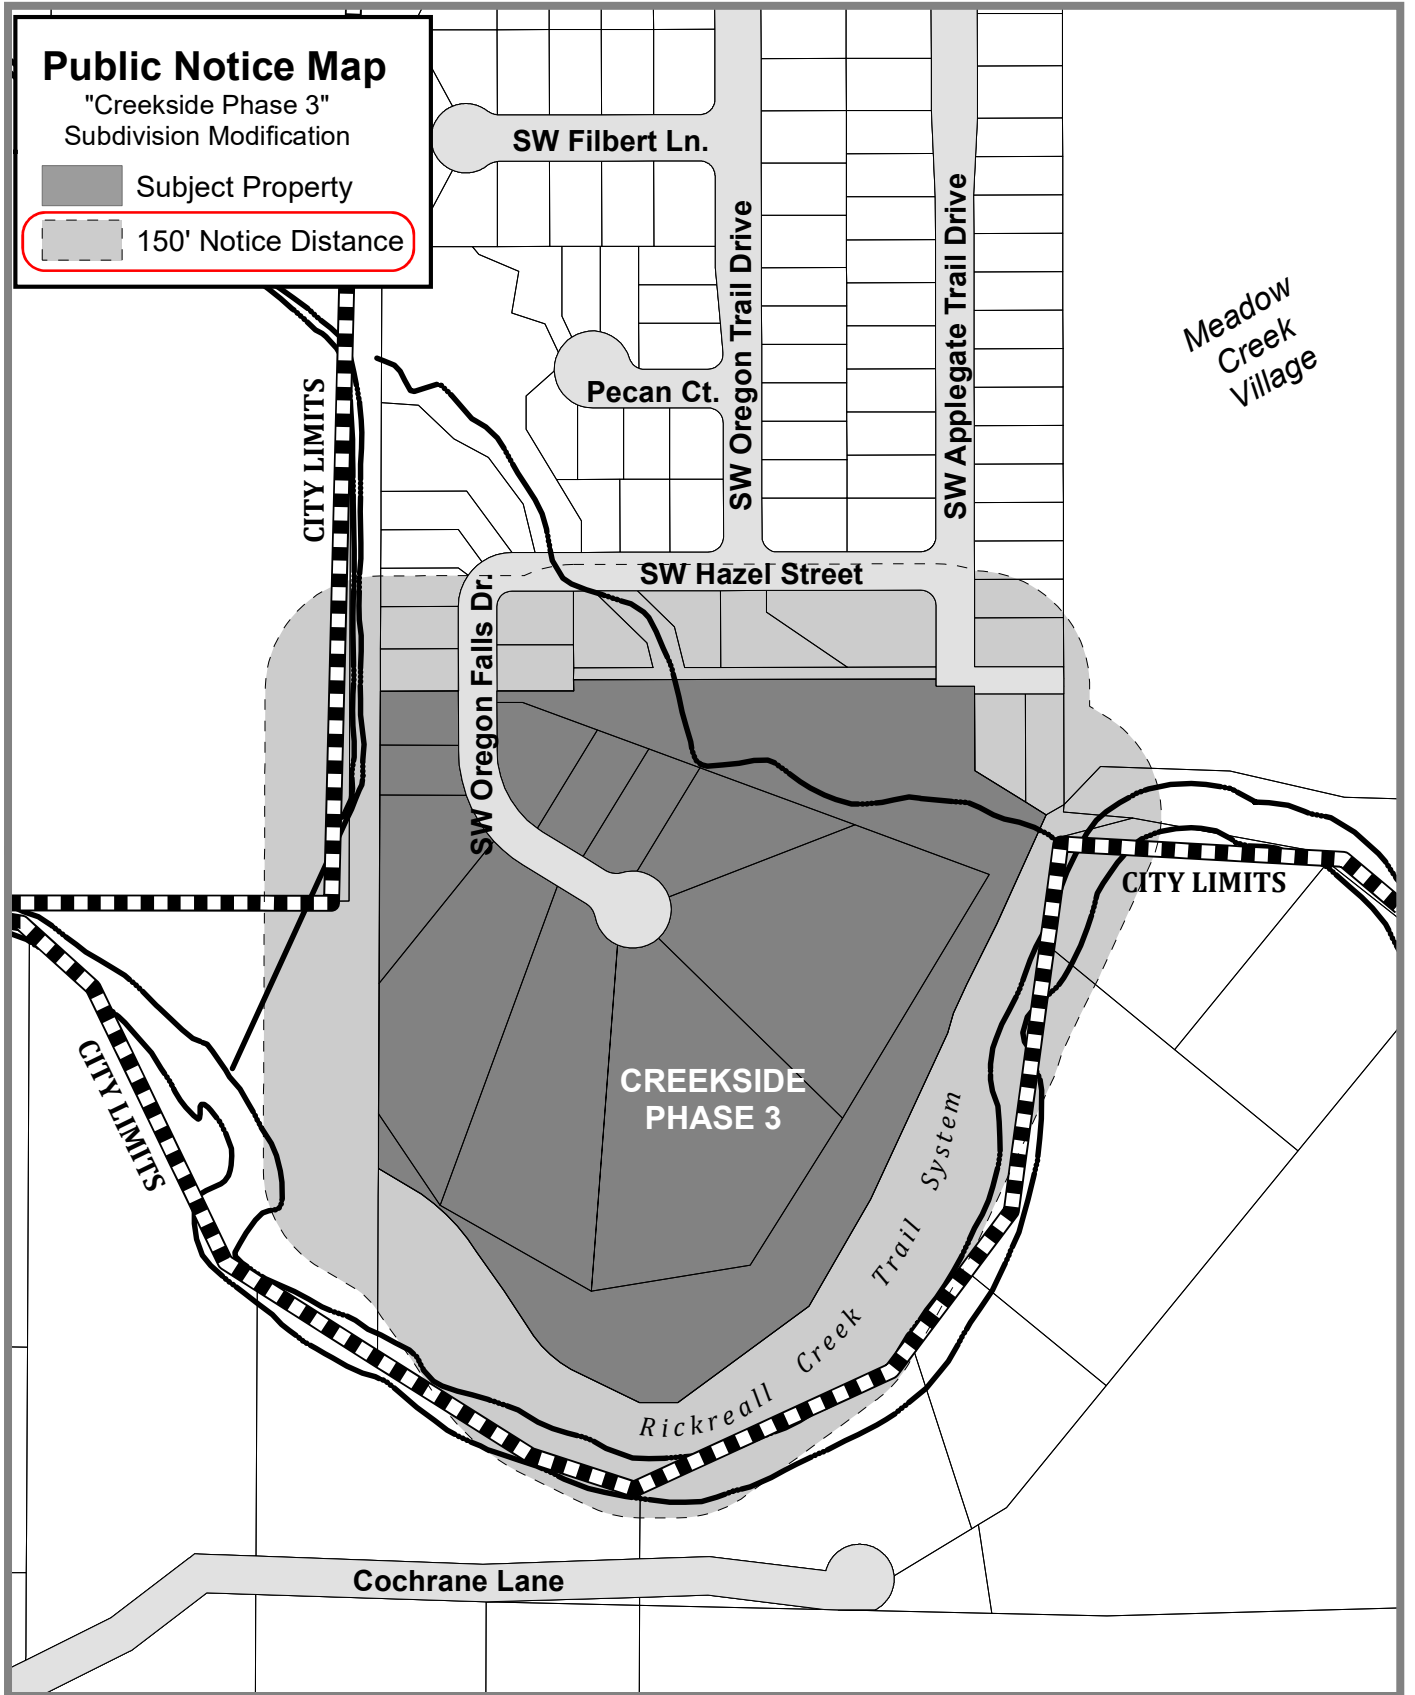 Public Notice Map
"Creekside Phase 3"
Subdivision Modification
Subject Property
150' Notice Distance
SW Filbert Ln.
SW Oregon Trail Drive
SW Applegate Trail Drive
Meadow
Creek
Village
Pecan Ct.
CITY LIMITS
SW Hazel Street
SW Oregon Falls Dr.
CITY LIMITS
CITY LIMITS
CREEKSIDE
PHASE 3
Rickreall Creek Trail System
Cochrane Lane